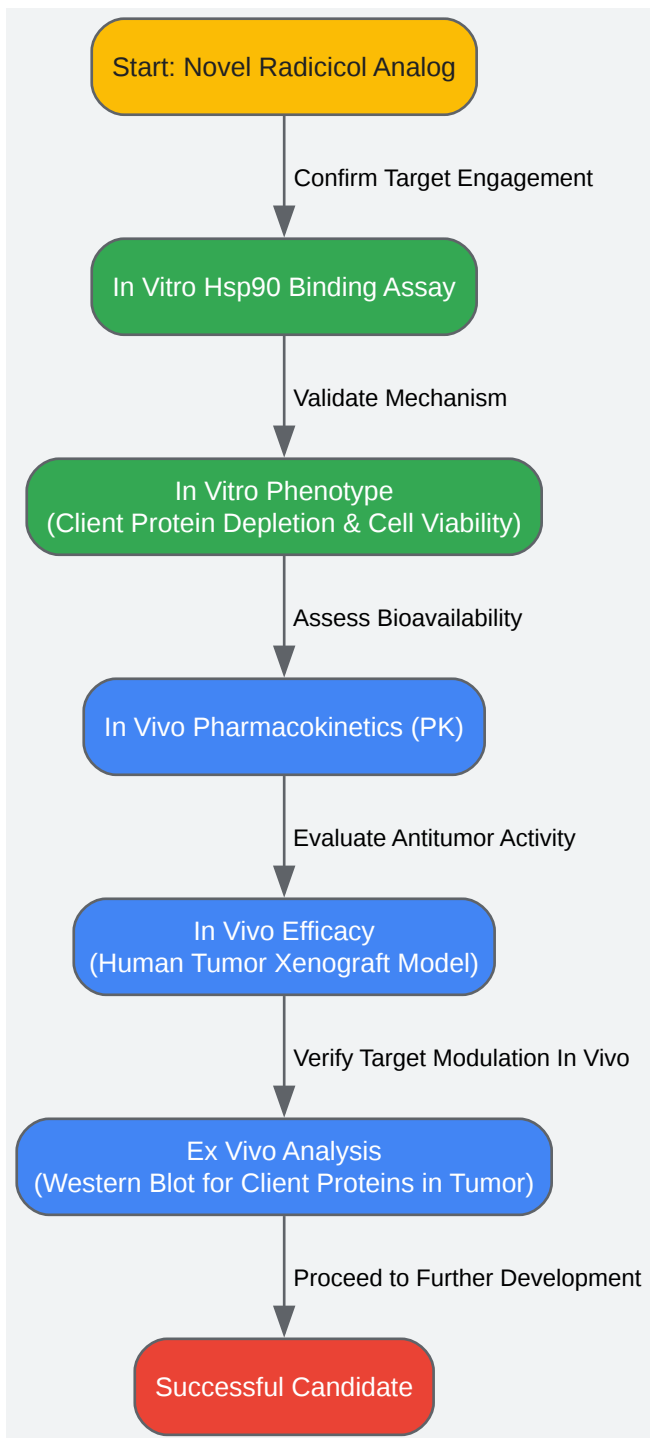 Start: Novel Radicicol Analog
Confirm Target Engagement
In Vitro Hsp90 Binding Assay
Validate Mechanism
In Vitro Phenotype
(Client Protein Depletion & Cell Viability)
Assess Bioavailability
In Vivo Pharmacokinetics (PK)
Evaluate Antitumor Activity
In Vivo Efficacy
(Human Tumor Xenograft Model)
Verify Target Modulation In Vivo
Ex Vivo Analysis
(Western Blot for Client Proteins in Tumor)
Proceed to Further Development
Successful Candidate